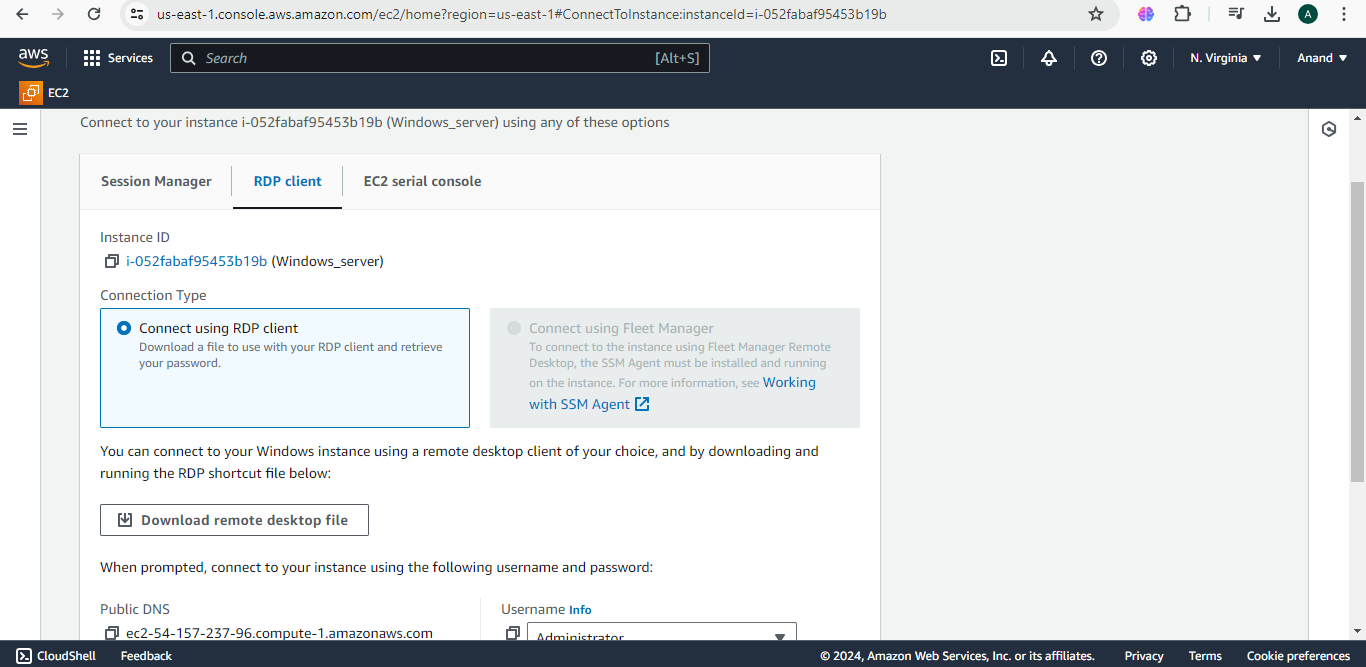 us-east-1.console.aws.amazon.com/ec2/home?region=us-east-1#ConnectToInstance:instanceId=i-052fabaf95453b19b
A
aws
Services
Search
[Alt+S]
N. Virginia
Anand
EC2
Connect to your instance i-052fabaf95453b19b (Windows_server) using any of these options
Session Manager
RDP client
EC2 serial console
Instance ID
i-052fabaf95453b19b (Windows_server)
Connection Type
Connect using RDP client
Download a file to use with your RDP client and retrieve
your password.
Connect using Fleet Manager
To connect to the instance using Fleet Manager Remote
Desktop, the SSM Agent must be installed and running
on the instance. For more information, see Working
with SSM Agent
You can connect to your Windows instance using a remote desktop client of your choice, and by downloading and
running the RDP shortcut file below:
Download remote desktop file
When prompted, connect to your instance using the following username and password:
Public DNS
ec2-54-157-237-96.compute-1.amazonaws.com
Username Info
Administrator
CloudShell
Feedback
© 2024, Amazon Web Services, Inc. or its affiliates.
Privacy
Terms
Cookie preferences